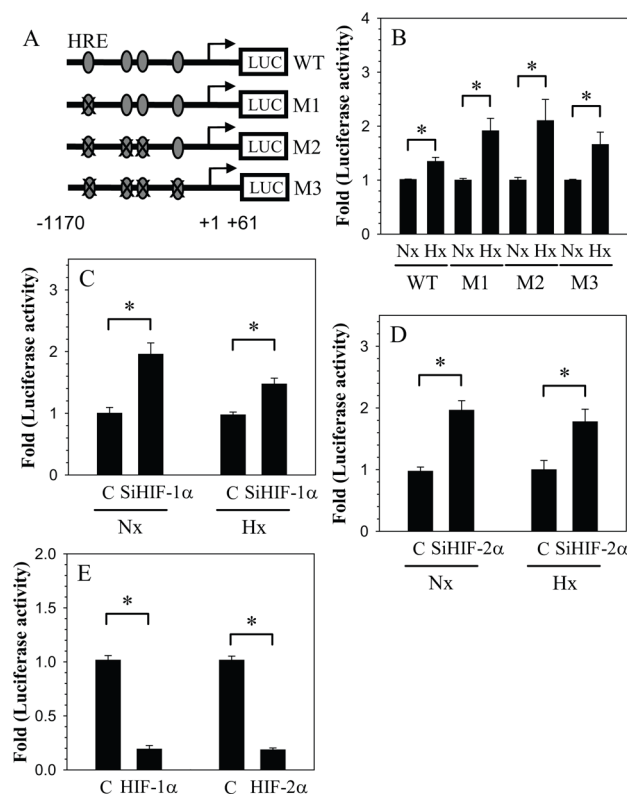 A
HRE
LUC WT
LUC M1
LUC M2
LUC M3
-1170 +1 +61
B
Fold (Luciferase activity)
4
3
2
1
0
* * * *
Nx Hx Nx Hx Nx Hx Nx Hx
WT M1 M2 M3
C
Fold (Luciferase activity)
3
2
1
0
* *
C SiHIF-1α C SiHIF-1α
Nx Hx
D
Fold (Luciferase activity)
3
2
1
0
* *
C SiHIF-2α C SiHIF-2α
Nx Hx
E
Fold (Luciferase activity)
2.0
1.5
1.0
0.5
0.0
* *
C HIF-1α C HIF-2α